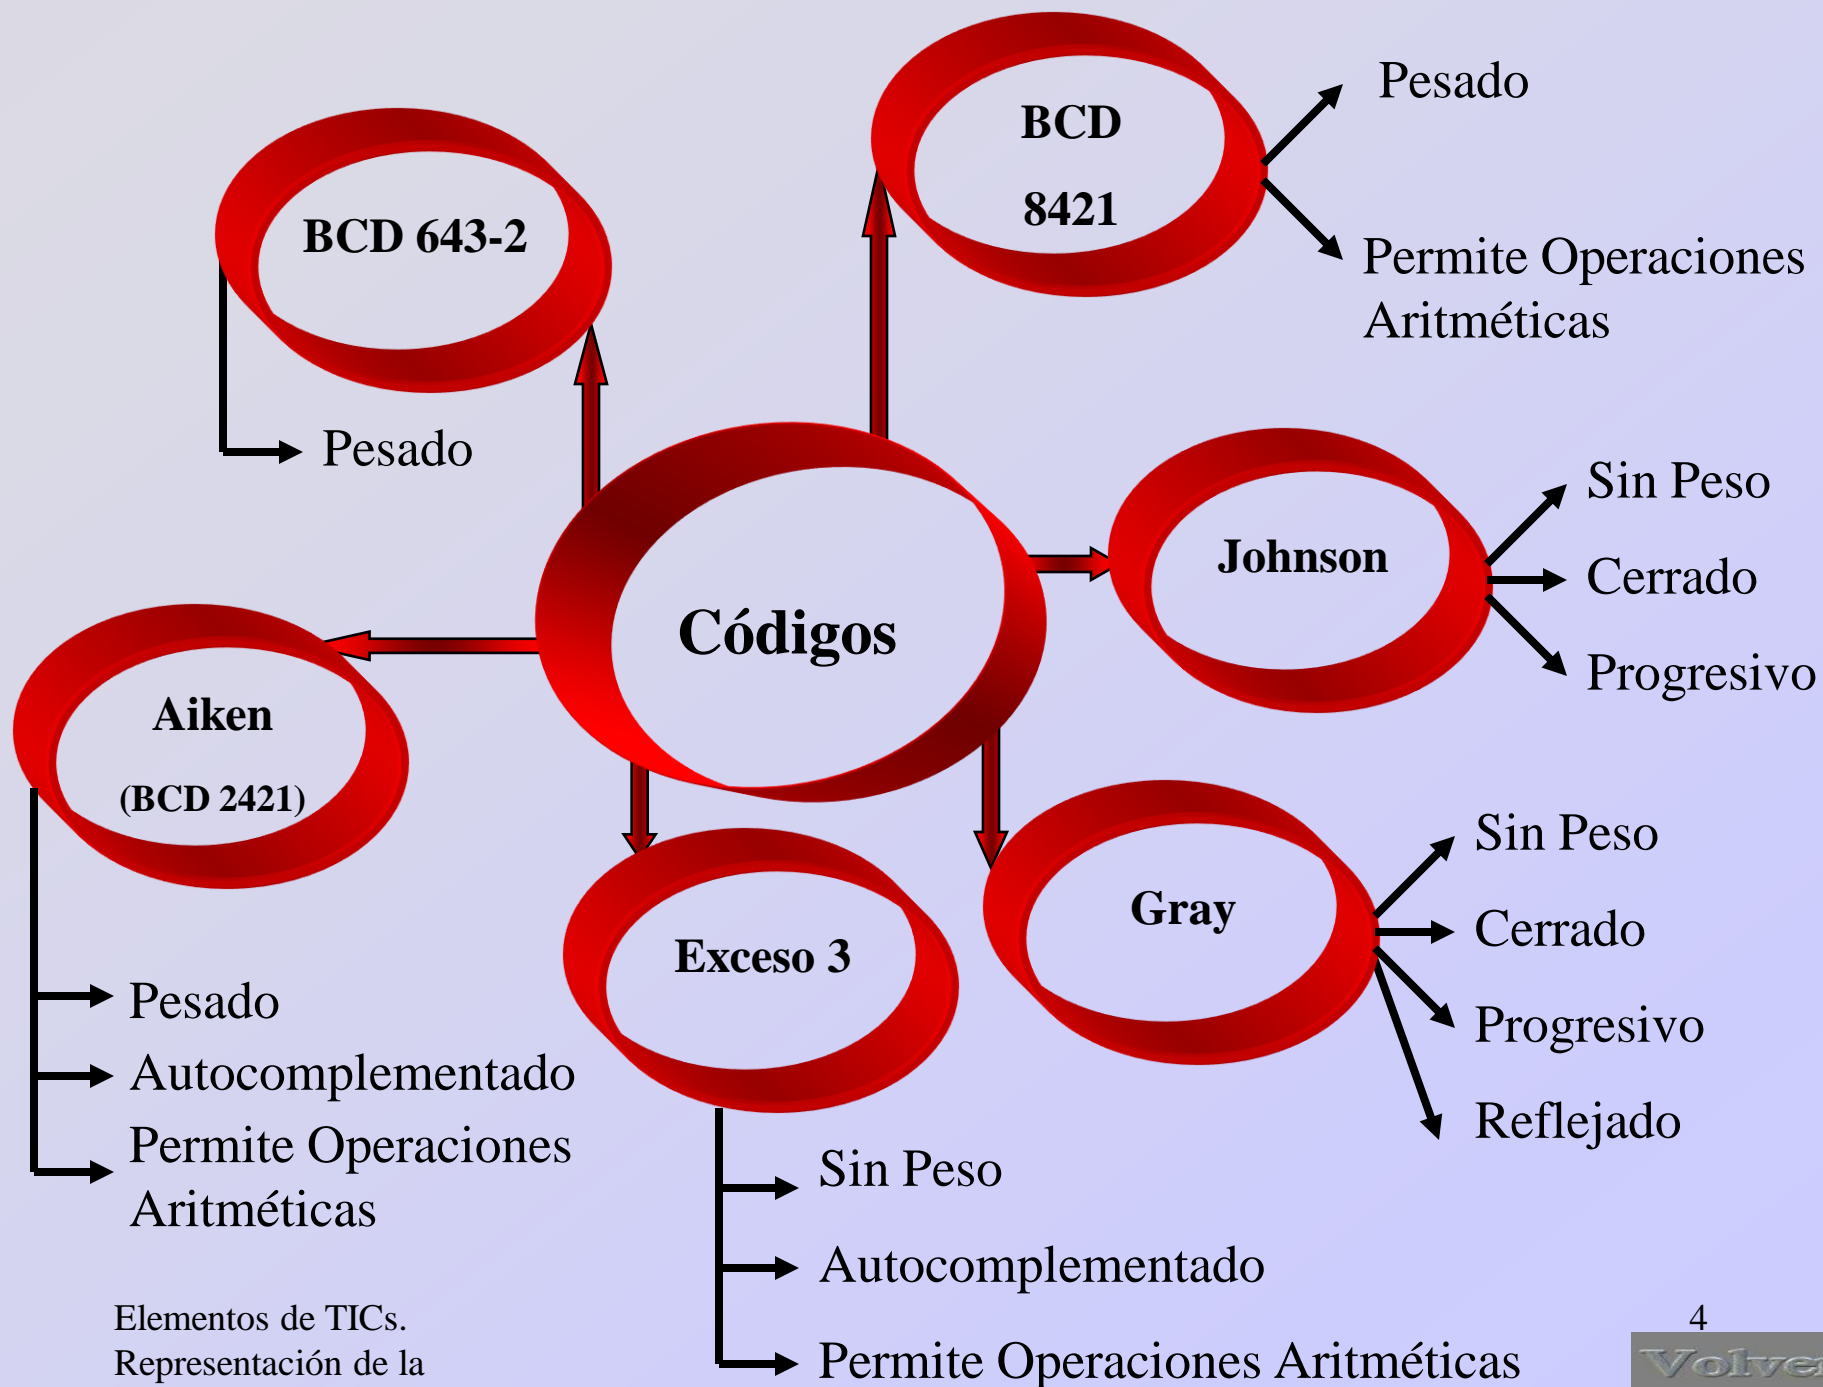 BCD
8421
Pesado
Permite Operaciones
Aritméticas
BCD 643-2
Pesado
Códigos
Johnson
Sin Peso
Cerrado
Progresivo
Aiken
(BCD 2421)
Pesado
Autocomplementado
Permite Operaciones
Aritméticas
Exceso 3
Sin Peso
Autocomplementado
Permite Operaciones Aritméticas
Gray
Sin Peso
Cerrado
Progresivo
Reflejado
Elementos de TICs.
Representación de la
4
Volver